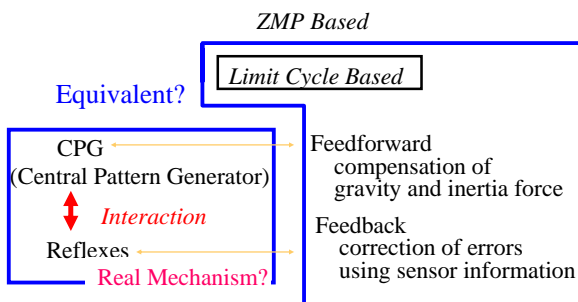 ZMP Based
Limit Cycle Based
Equivalent?
CPG
(Central Pattern Generator)
Interaction
Reflexes
Real Mechanism?
Feedforward
compensation of
gravity and inertia force
Feedback
correction of errors
using sensor information